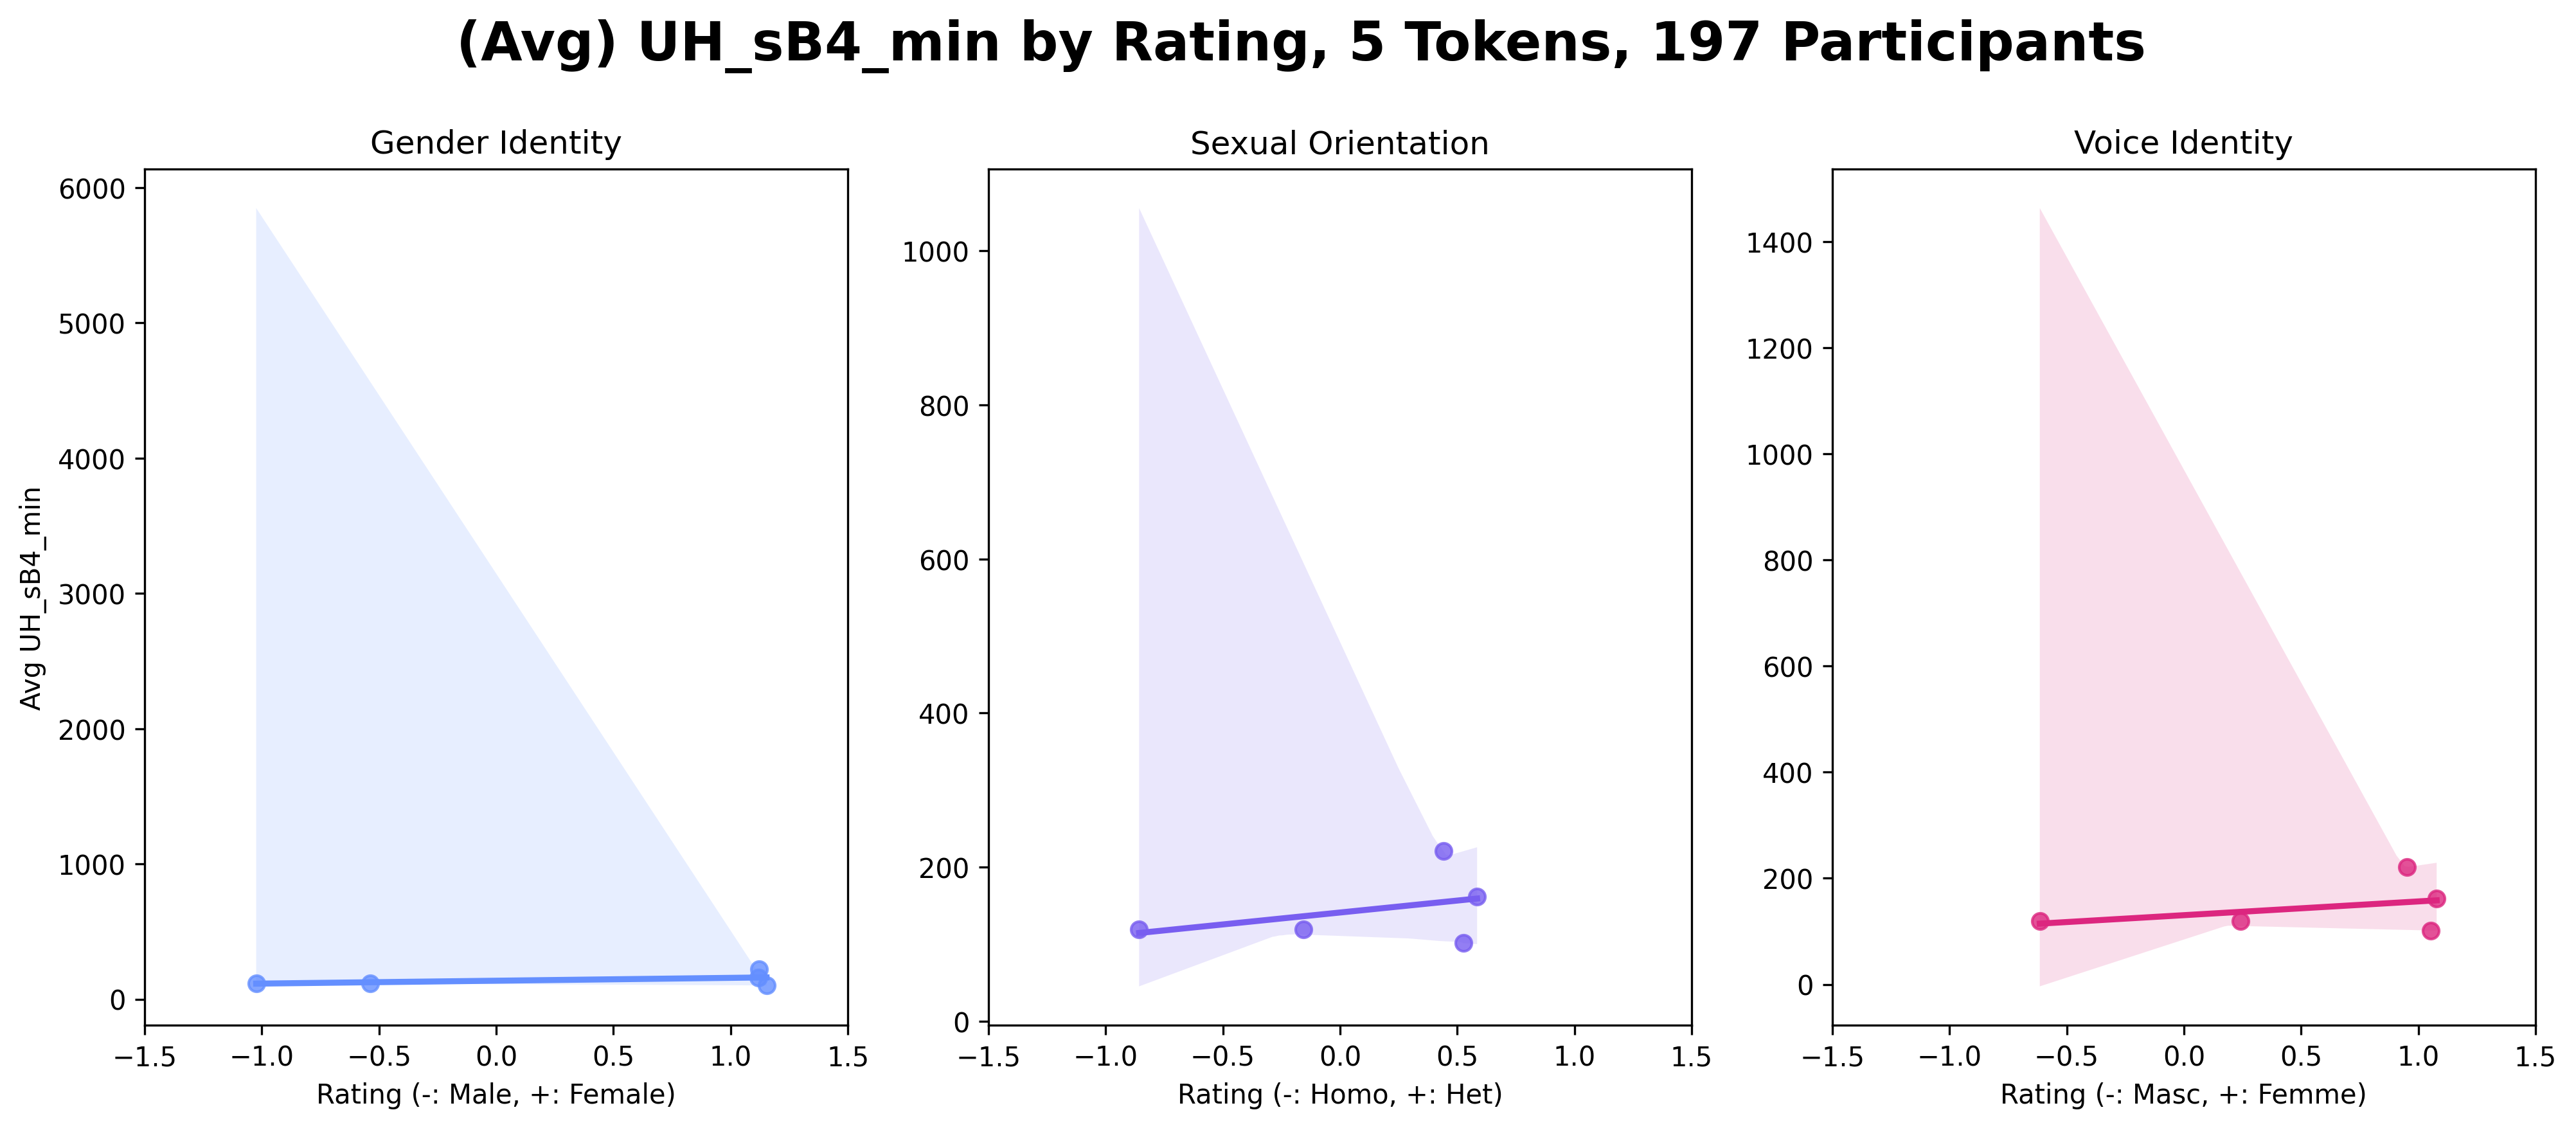 (Avg) UH_sB4_min by Rating, 5 Tokens, 197 Participants
Gender Identity
6000
5000
4000
3000
2000
1000
0
Avg UH_sB4_min
−1.5 −1.0 −0.5 0.0 0.5 1.0 1.5
Rating (-: Male, +: Female)
Sexual Orientation
1000
800
600
400
200
0
−1.5 −1.0 −0.5 0.0 0.5 1.0 1.5
Rating (-: Homo, +: Het)
Voice Identity
1400
1200
1000
800
600
400
200
0
−1.5 −1.0 −0.5 0.0 0.5 1.0 1.5
Rating (-: Masc, +: Femme)